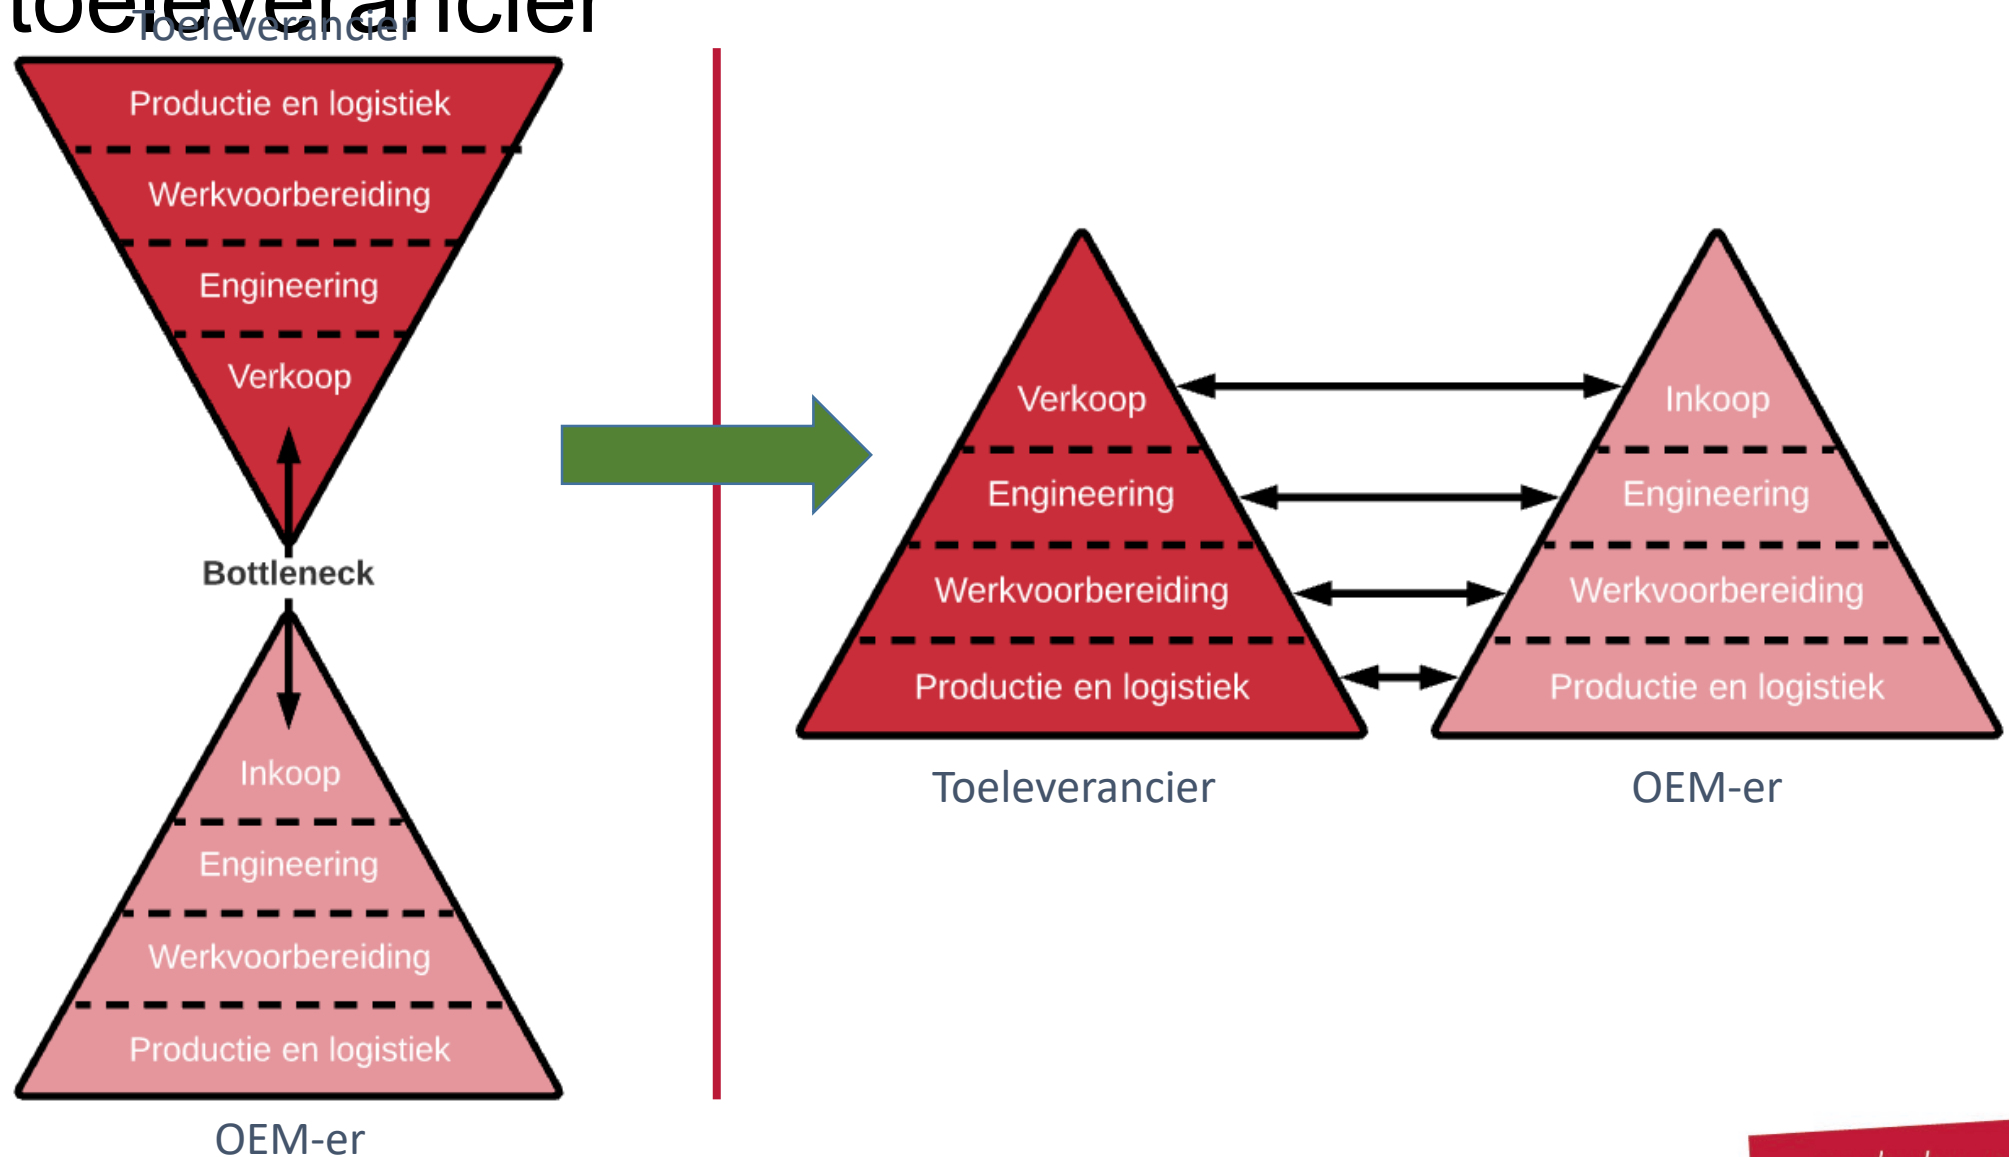 toeleverancier
Toeleverancier
Productie en logistiek
Werkvoorbereiding
Engineering
Verkoop
Bottleneck
Inkoop
Engineering
Werkvoorbereiding
Productie en logistiek
OEM-er
Verkoop
Engineering
Werkvoorbereiding
Productie en logistiek
Toeleverancier
Inkoop
Engineering
Werkvoorbereiding
Productie en logistiek
OEM-er